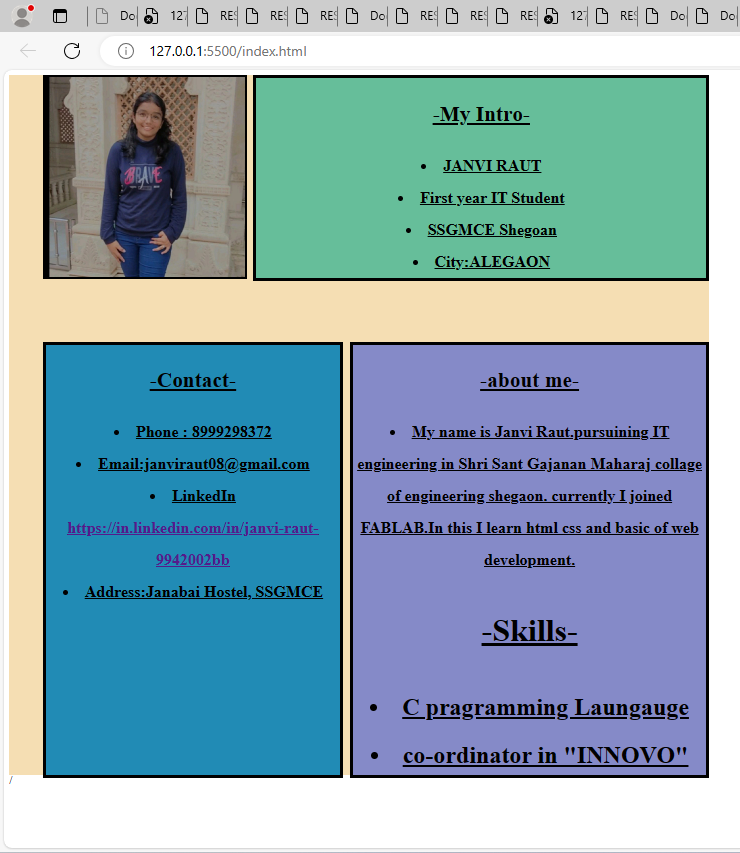 Do 127 RES RES RES Do RES RES RES 127 RES Do Do
127.0.0.1:5500/index.html
BRAVE
-My Intro-
• JANVI RAUT
• First year IT Student
• SSGMCE Shegoan
• City:ALEGAON
-Contact-
• Phone : 8999298372
• Email:janviraut08@gmail.com
• LinkedIn
https://in.linkedin.com/in/janvi-raut-
9942002bb
• Address:Janabai Hostel, SSGMCE
-about me-
• My name is Janvi Raut.pursuining IT
engineering in Shri Sant Gajanan Maharaj collage
of engineering shegaon. currently I joined
FABLAB.In this I learn html css and basic of web
development.
-Skills-
• C pragramming Laungauge
• co-ordinator in "INNOVO"
/